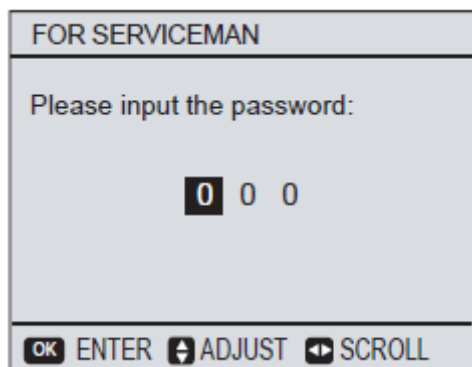 FOR SERVICEMAN
Please input the password:
0 0 0
OK ENTER ADJUST SCROLL